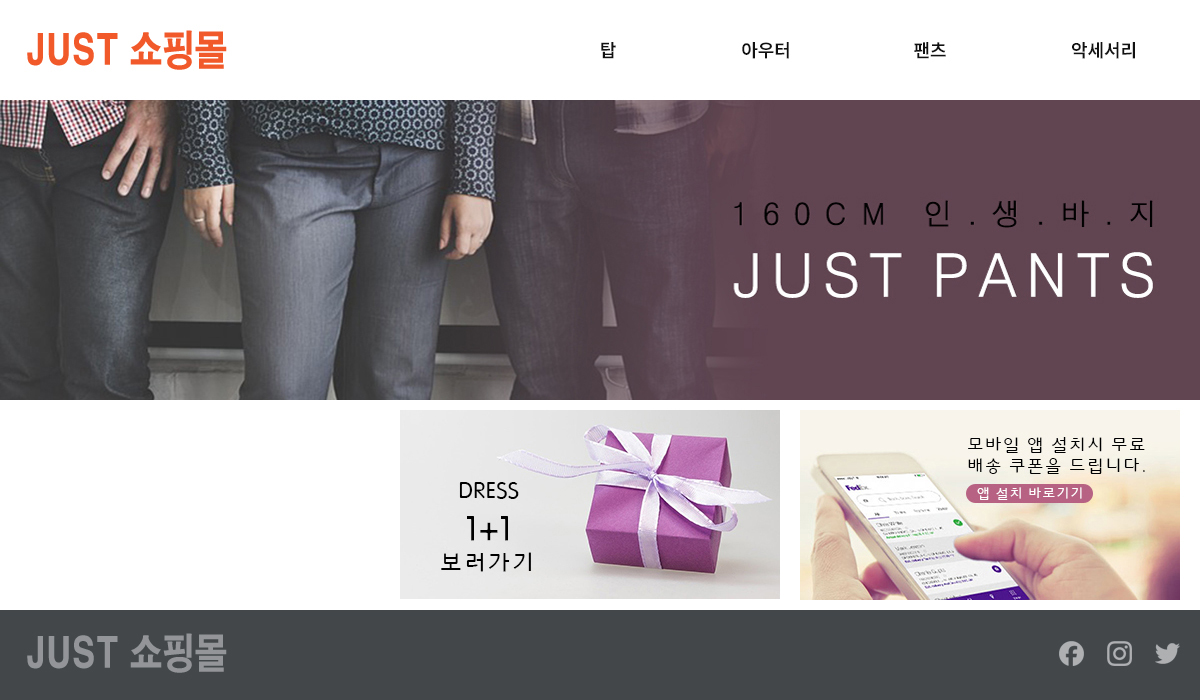 JUST 쇼핑몰
탑 아우터 팬츠 악세서리
160CM 인.생.바.지
JUST PANTS
DRESS
1+1
보러가기
모바일 앱 설치시 무료
배송 쿠폰을 드립니다.
앱 설치 바로기기
FedEx
JUST 쇼핑몰